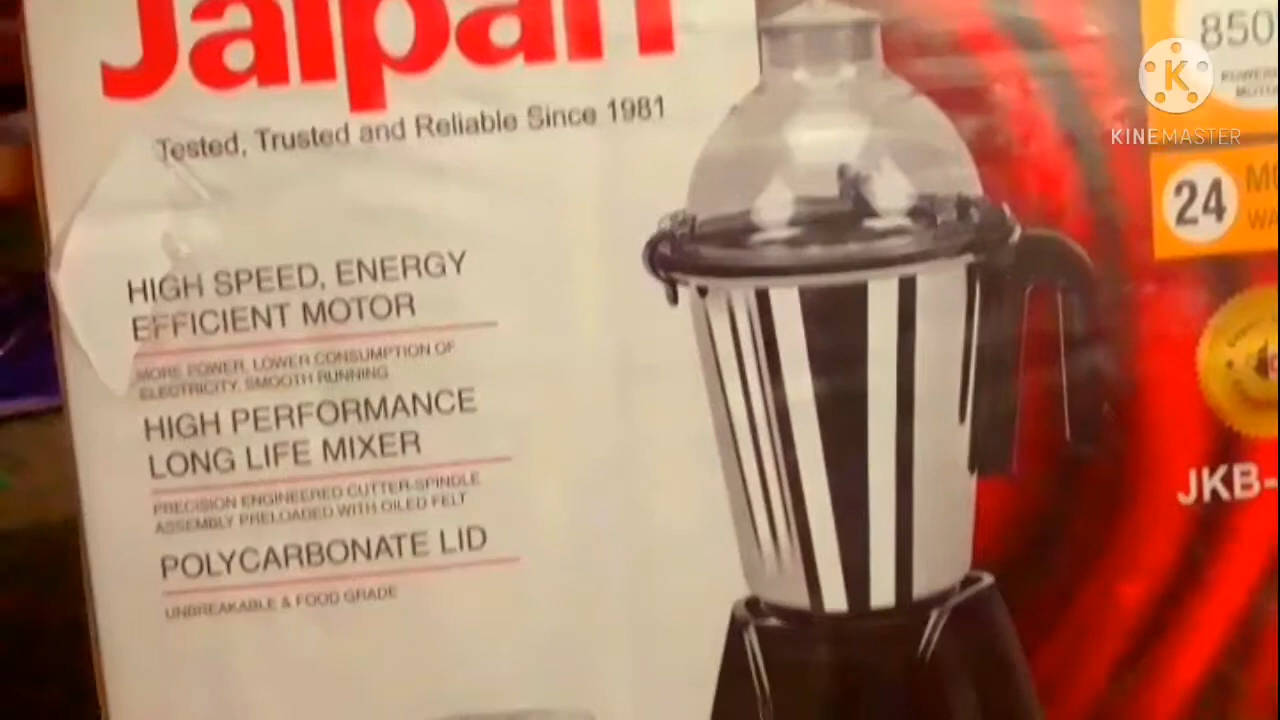 Jaipan
Tested, Trusted and Reliable Since 1981
HIGH SPEED, ENERGY
EFFICIENT MOTOR
MORE POWER, LOWER CONSUMPTION OF
ELECTRICITY, SMOOTH RUNNING
HIGH PERFORMANCE
LONG LIFE MIXER
PRECISION ENGINEERED CUTTER-SPINDLE
ASSEMBLY PRELOADED WITH OILED FELT
POLYCARBONATE LID
UNBREAKABLE & FOOD GRADE
850
K
KINEMASTER
24
JKB-